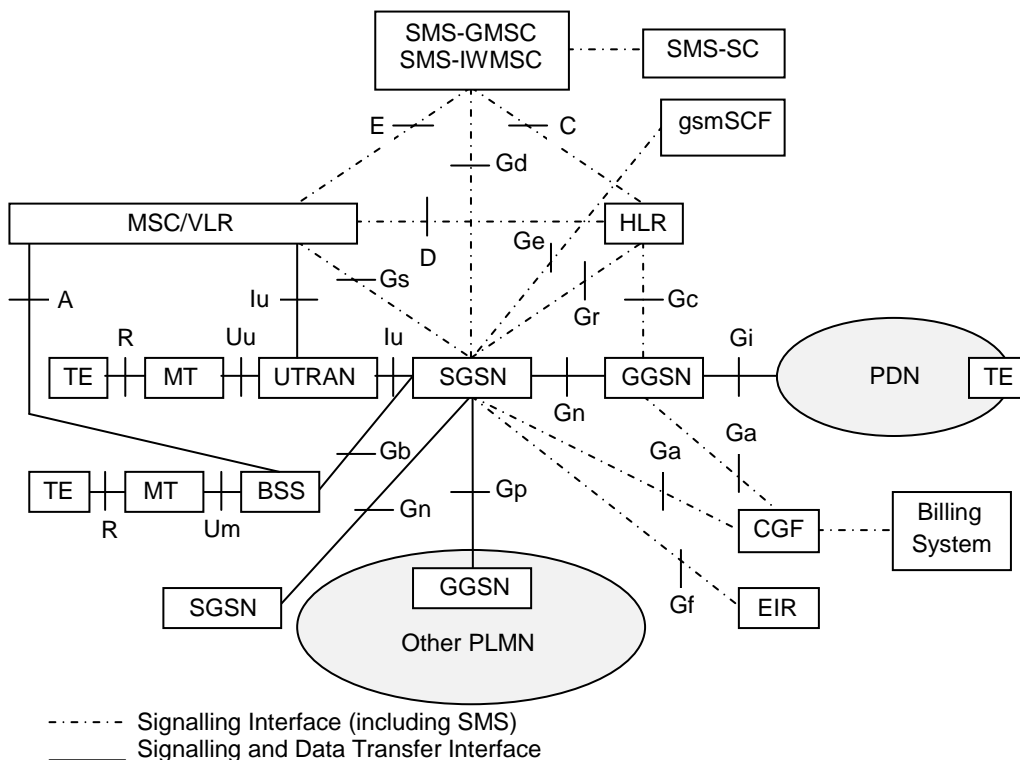 SMS-GMSC
SMS-IWMSC
SMS-SC
gsmSCF
E
C
Gd
MSC/VLR
HLR
D
Ge
Gs
Gr
Gc
A
Iu
R
Uu
Iu
Gi
TE
MT
UTRAN
SGSN
GGSN
PDN
TE
Gn
Gb
Ga
Ga
TE
MT
BSS
R
Um
Gn
Gp
CGF
Billing
System
SGSN
GGSN
Gf
EIR
Other PLMN
Signalling Interface (including SMS)
Signalling and Data Transfer Interface